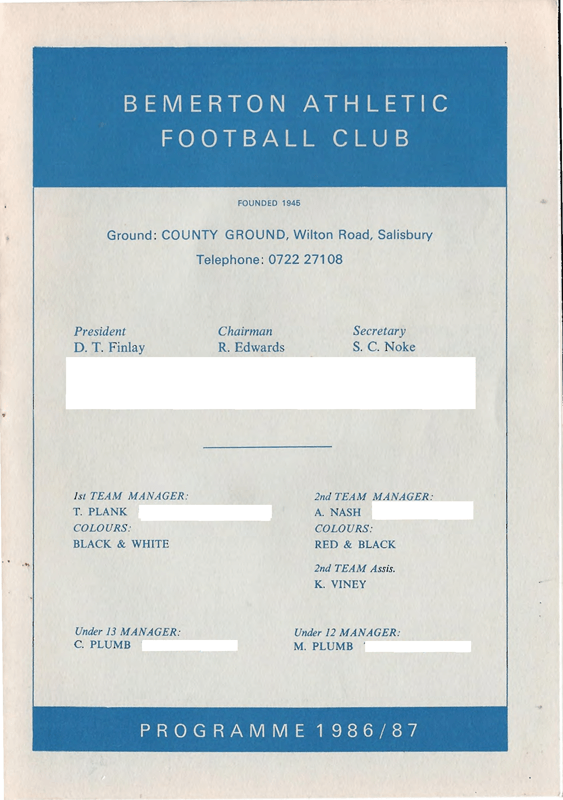 BEMERTON ATHLETIC
FOOTBALL CLUB
FOUNDED 1945
Ground: COUNTY GROUND, Wilton Road, Salisbury
Telephone: 0722 27108
President Chairman Secretary
D. T. Finlay R. Edwards S. C. Noke
1st TEAM MANAGER: 2nd TEAM MANAGER:
T. PLANK A. NASH
COLOURS: COLOURS:
BLACK & WHITE RED & BLACK
2nd TEAM Assis.
K. VINEY
Under 13 MANAGER: Under 12 MANAGER:
C. PLUMB M. PLUMB
PROGRAMME 1986/87